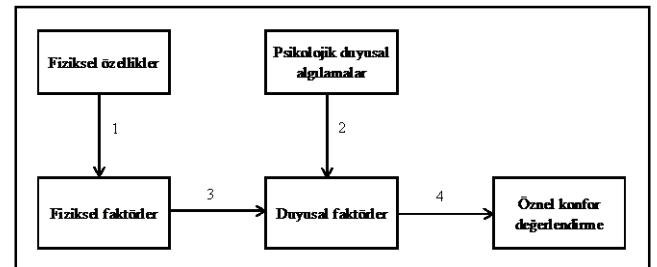 Fiziksel özellikler
Psikolojik duyusal
algılamalar
1
2
Fiziksel faktörler
3
Duyusal faktörler
4
Öznel konfor
değerlendirme